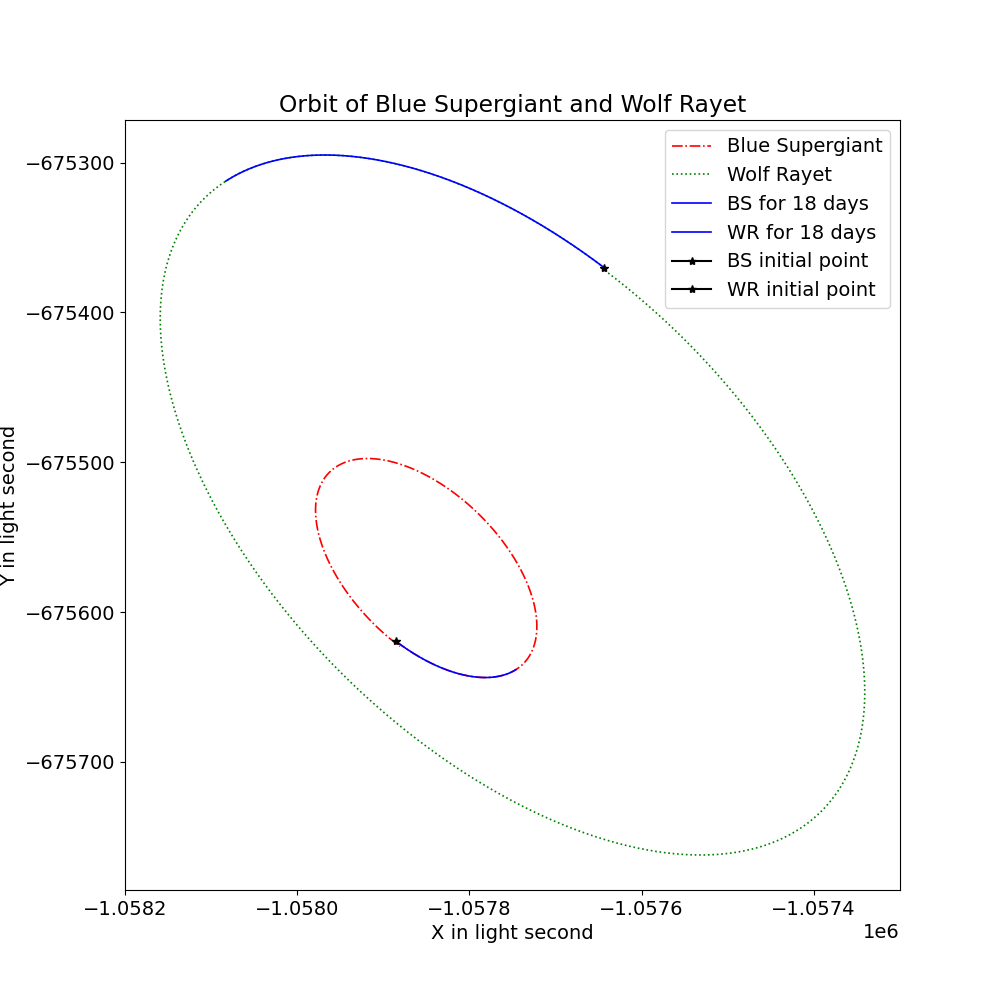 Orbit of Blue Supergiant and Wolf Rayet
Blue Supergiant
Wolf Rayet
BS for 18 days
WR for 18 days
BS initial point
WR initial point
−675300
−675400
−675500
−675600
−675700
Y in light second
−1.0582
−1.0580
−1.0578
−1.0576
−1.0574
1e6
X in light second